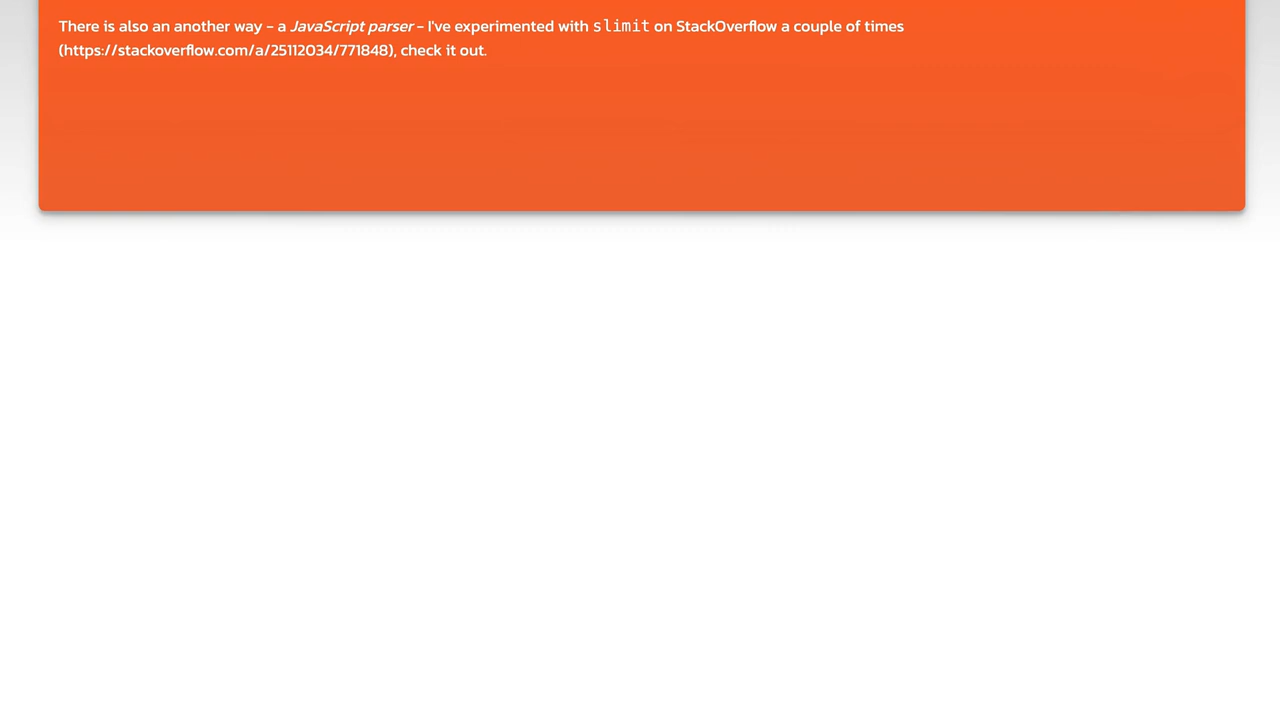 There is also an another way - a JavaScript parser - I've experimented with slimit on StackOverflow a couple of times
(https://stackoverflow.com/a/25112034/771848), check it out.